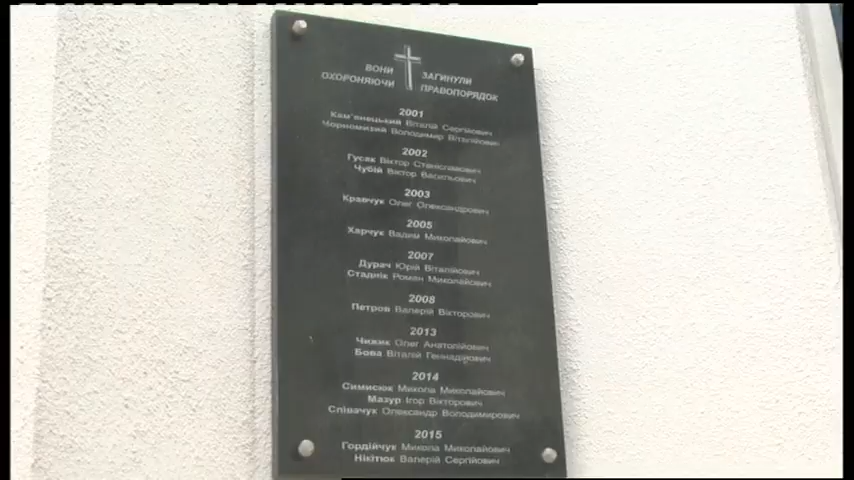 ВОНИ ЗАГИНУЛИ
ОХОРОНЯЮЧИ ПРАВОПОРЯДОК
2001
Кам'янецький Віталій Сергійович
Чорномизий Володимир Віталійович
2002
Гусак Віктор Станіславович
Чубій Віктор Васильович
2003
Кравчук Олег Олександрович
2005
Харчук Вадим Миколайович
2007
Дурач Юрій Віталійович
Стаднік Роман Миколайович
2008
Петров Валерій Вікторович
2013
Чижик Олег Анатолійович
Бова Віталій Геннадійович
2014
Симисюк Микола Миколайович
Мазур Ігор Вікторович
Співачук Олександр Володимирович
2015
Гордійчук Микола Миколайович
Нікітюк Валерій Сергійович